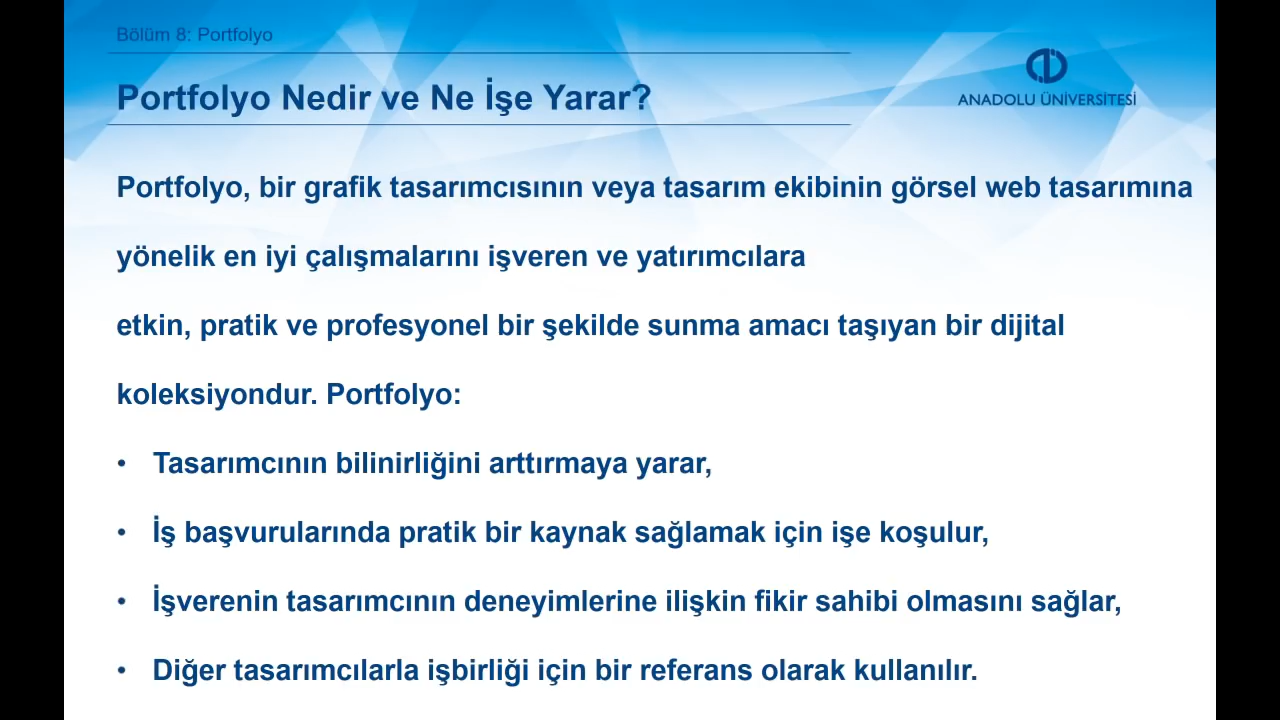 Bölüm 8: Portfolyo
Portfolyo Nedir ve Ne İşe Yarar?
ANADOLU ÜNİVERSİTESİ
Portfolyo, bir grafik tasarımcısının veya tasarım ekibinin görsel web tasarımına
yönelik en iyi çalışmalarını işveren ve yatırımcılara
etkin, pratik ve profesyonel bir şekilde sunma amacı taşıyan bir dijital
koleksiyondur. Portfolyo:
• Tasarımcının bilinirliğini arttırmaya yarar,
• İş başvurularında pratik bir kaynak sağlamak için işe koşulur,
• İşverenin tasarımcının deneyimlerine ilişkin fikir sahibi olmasını sağlar,
• Diğer tasarımcılarla işbirliği için bir referans olarak kullanılır.